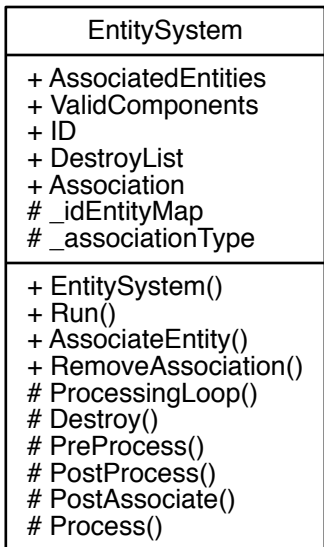 EntitySystem
+ AssociatedEntities
+ ValidComponents
+ ID
+ DestroyList
+ Association
# _idEntityMap
# _associationType
+ EntitySystem()
+ Run()
+ AssociateEntity()
+ RemoveAssociation()
# ProcessingLoop()
# Destroy()
# PreProcess()
# PostProcess()
# PostAssociate()
# Process()